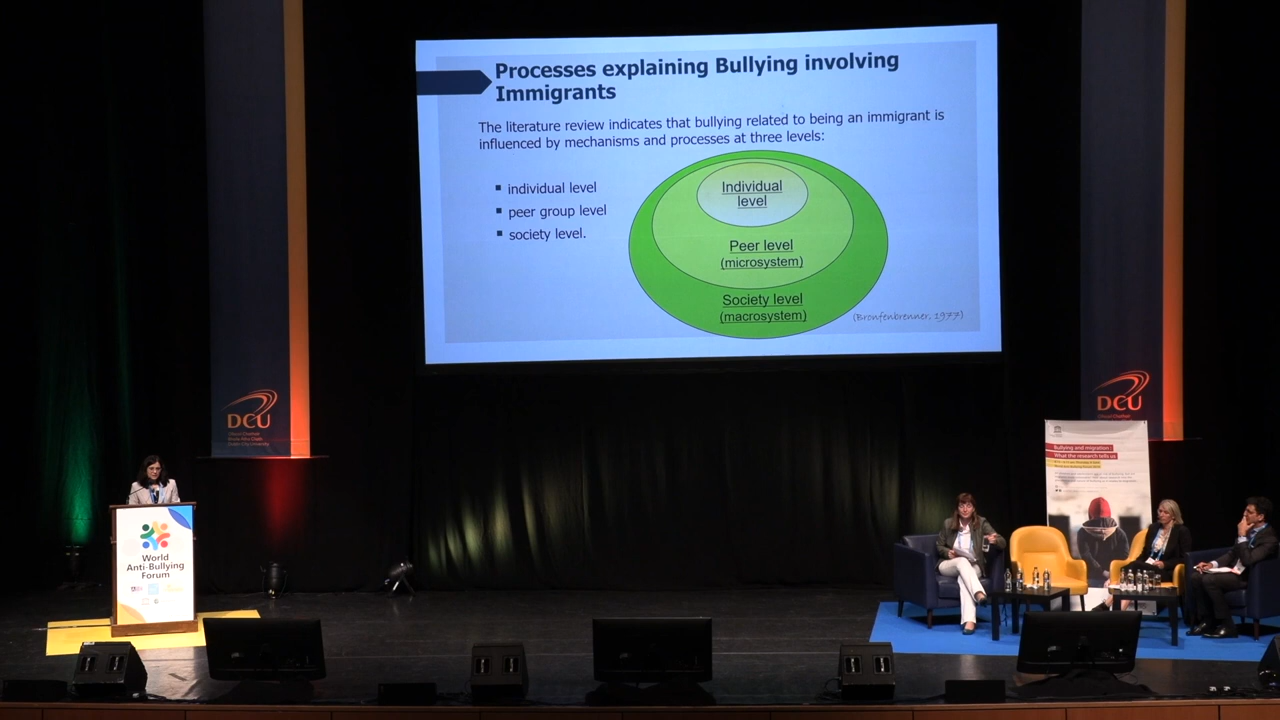 Processes explaining Bullying involving
Immigrants
The literature review indicates that bullying related to being an immigrant is
influenced by mechanisms and processes at three levels:
▪ individual level
▪ peer group level
▪ society level.
Individual
level
Peer level
(microsystem)
Society level
(macrosystem)
(Bronfenbrenner, 1977)
DCU
DCU
World
Anti-Bullying
Forum
Bullying and migration :
What the research tells us